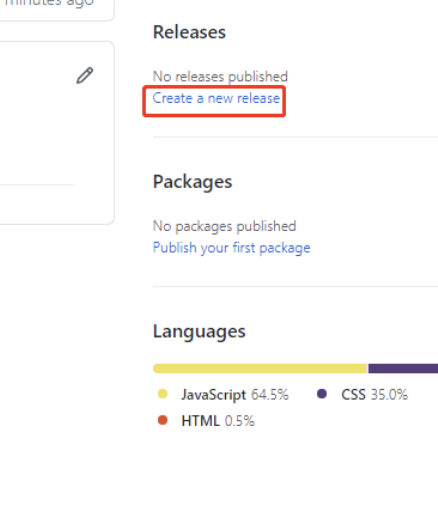 minutes ago
Releases
No releases published
Create a new release
Packages
No packages published
Publish your first package
Languages
JavaScript 64.5% CSS 35.0%
HTML 0.5%